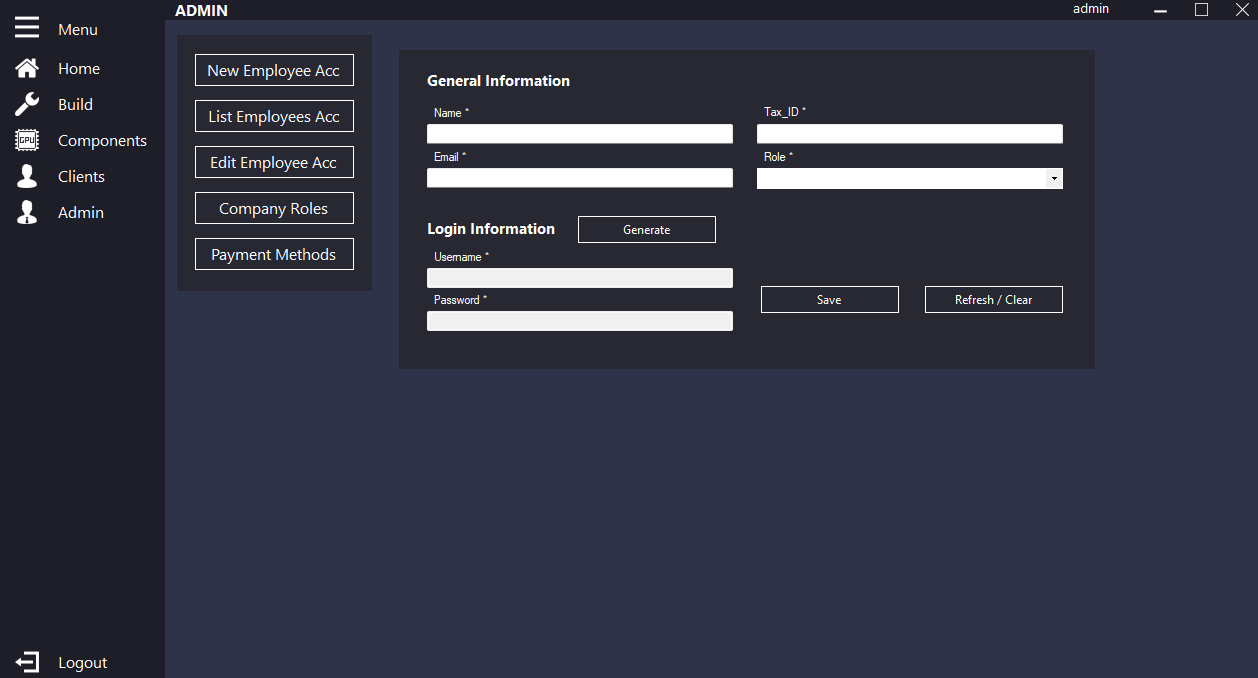 ADMIN
admin
Menu
Home
Build
GPU
Components
Clients
Admin
Logout
New Employee Acc
List Employees Acc
Edit Employee Acc
Company Roles
Payment Methods
General Information
Name *
Tax_ID *
Email *
Role *
Login Information
Generate
Username *
Password *
Save
Refresh / Clear